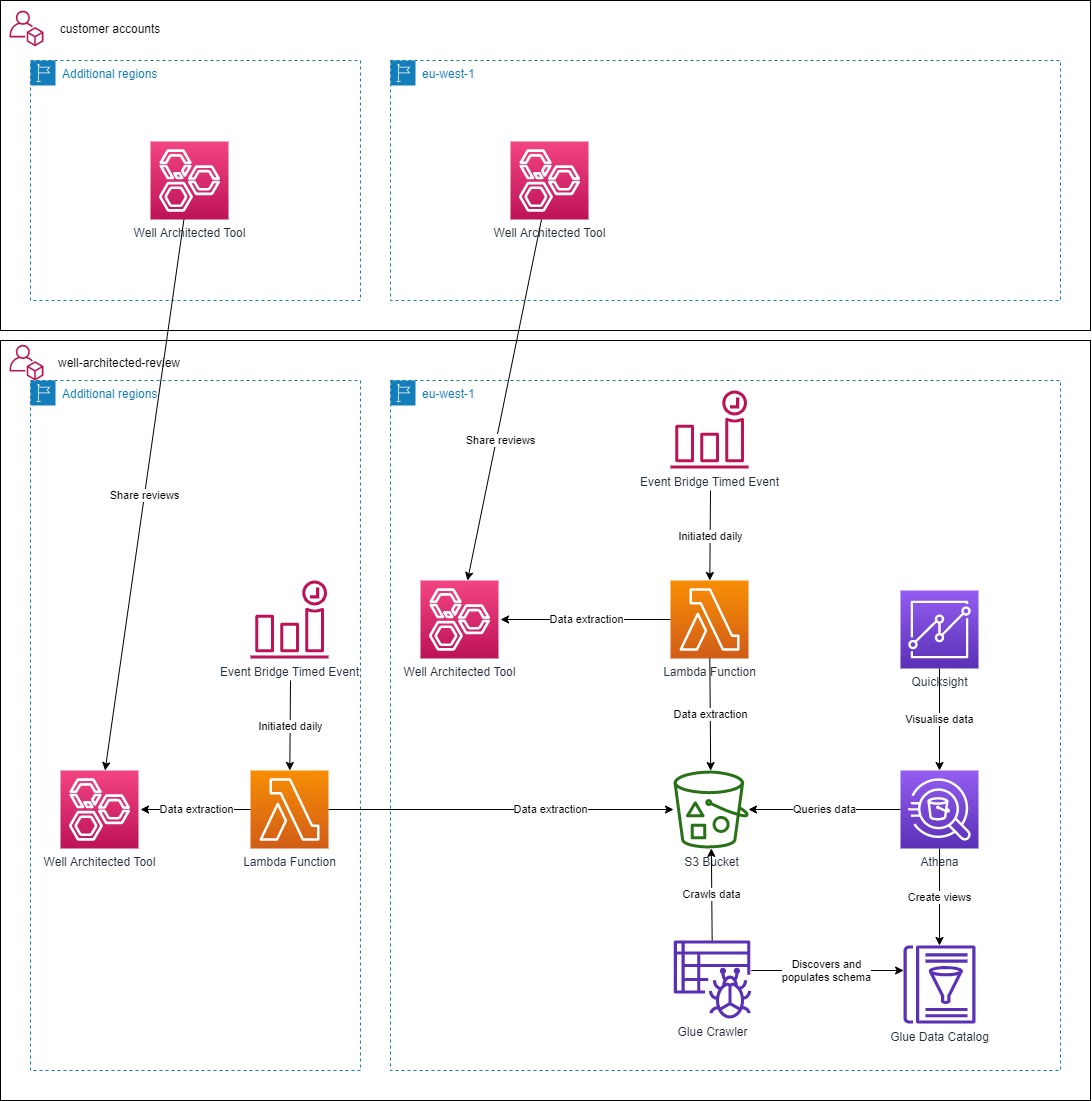 customer accounts
Additional regions
eu-west-1
Well Architected Tool
Well Architected Tool
well-architected-review
Additional regions
eu-west-1
Share reviews
Event Bridge Timed Event
Initiated daily
Share reviews
Data extraction
Well Architected Tool
Lambda Function
Quicksight
Event Bridge Timed Event
Data extraction
Visualise data
Initiated daily
Data extraction
Data extraction
Queries data
Well Architected Tool
Lambda Function
S3 Bucket
Athena
Crawls data
Create views
Discovers and
populates schema
Glue Crawler
Glue Data Catalog